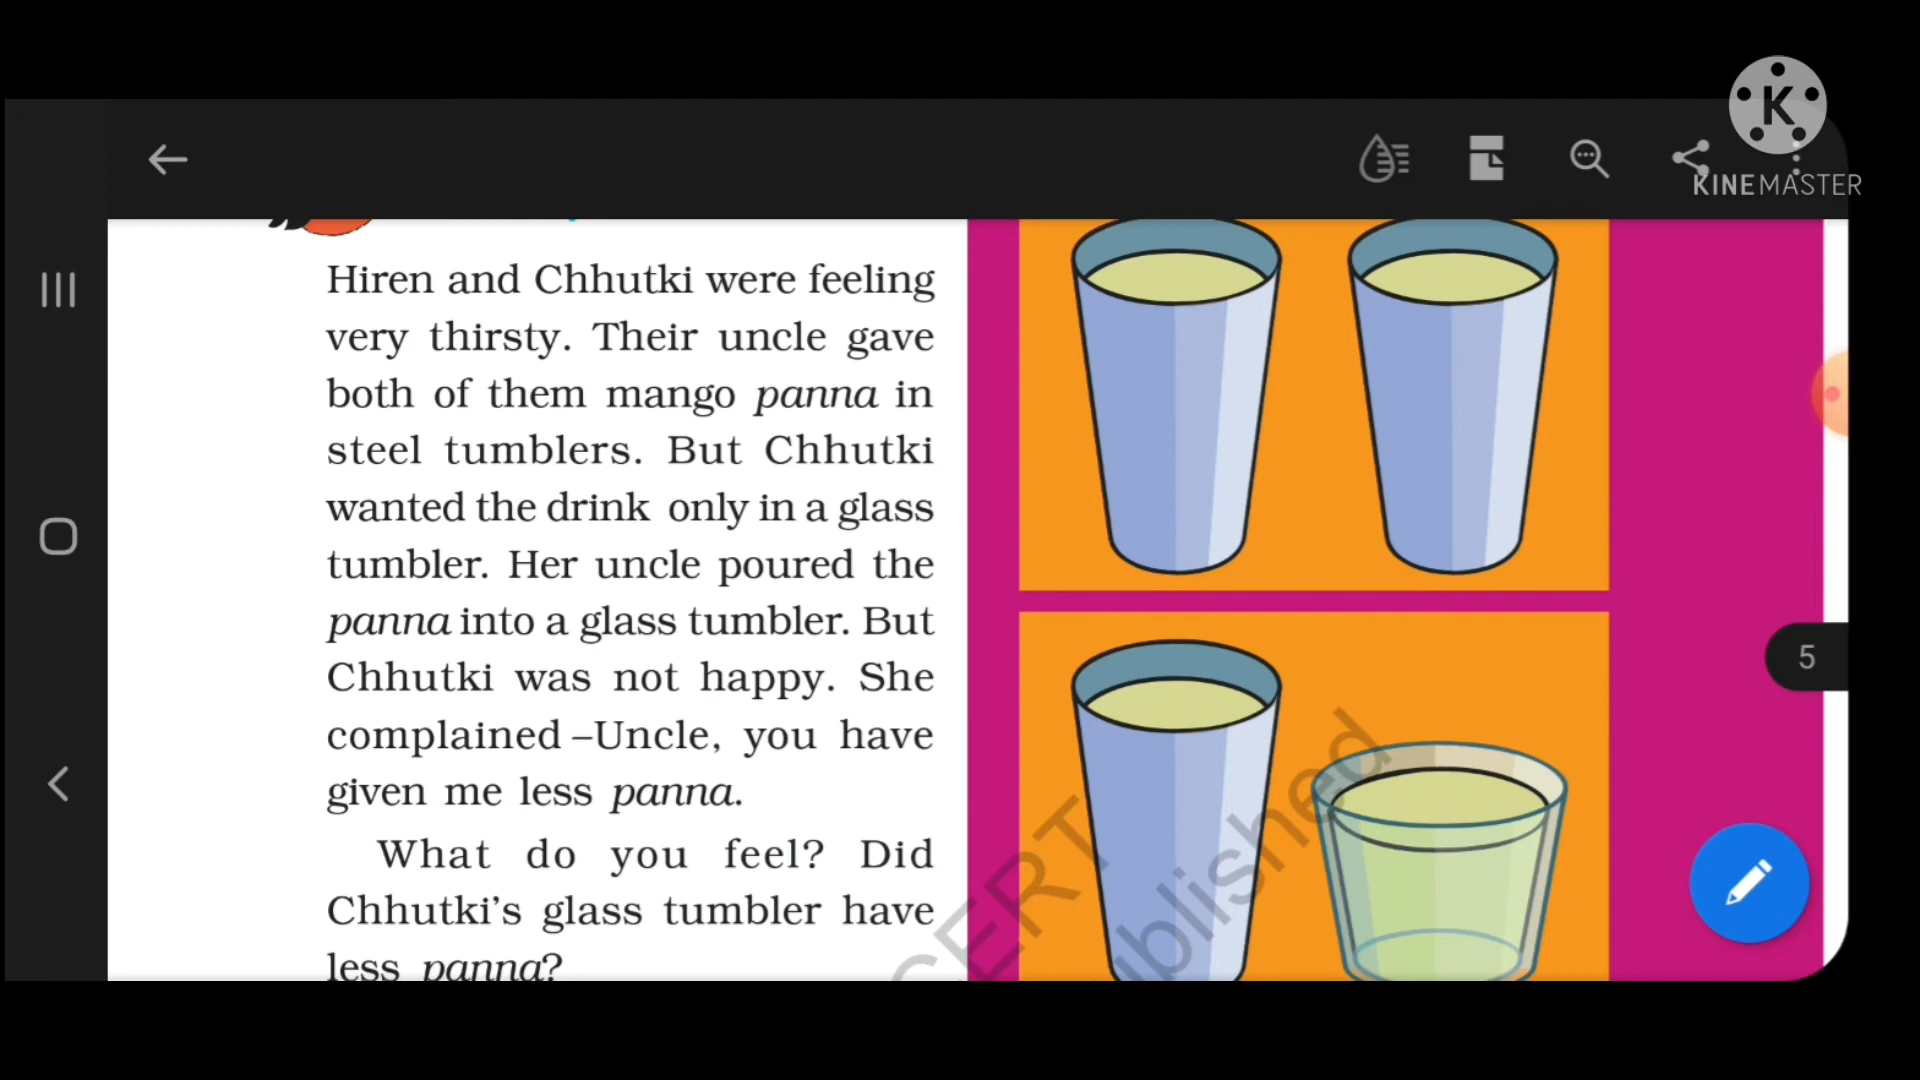 K
KINEMASTER
Hiren and Chhutki were feeling
very thirsty. Their uncle gave
both of them mango panna in
steel tumblers. But Chhutki
wanted the drink only in a glass
tumbler. Her uncle poured the
panna into a glass tumbler. But
Chhutki was not happy. She
complained –Uncle, you have
given me less panna.
What do you feel? Did
Chhutki’s glass tumbler have
less panna?
5